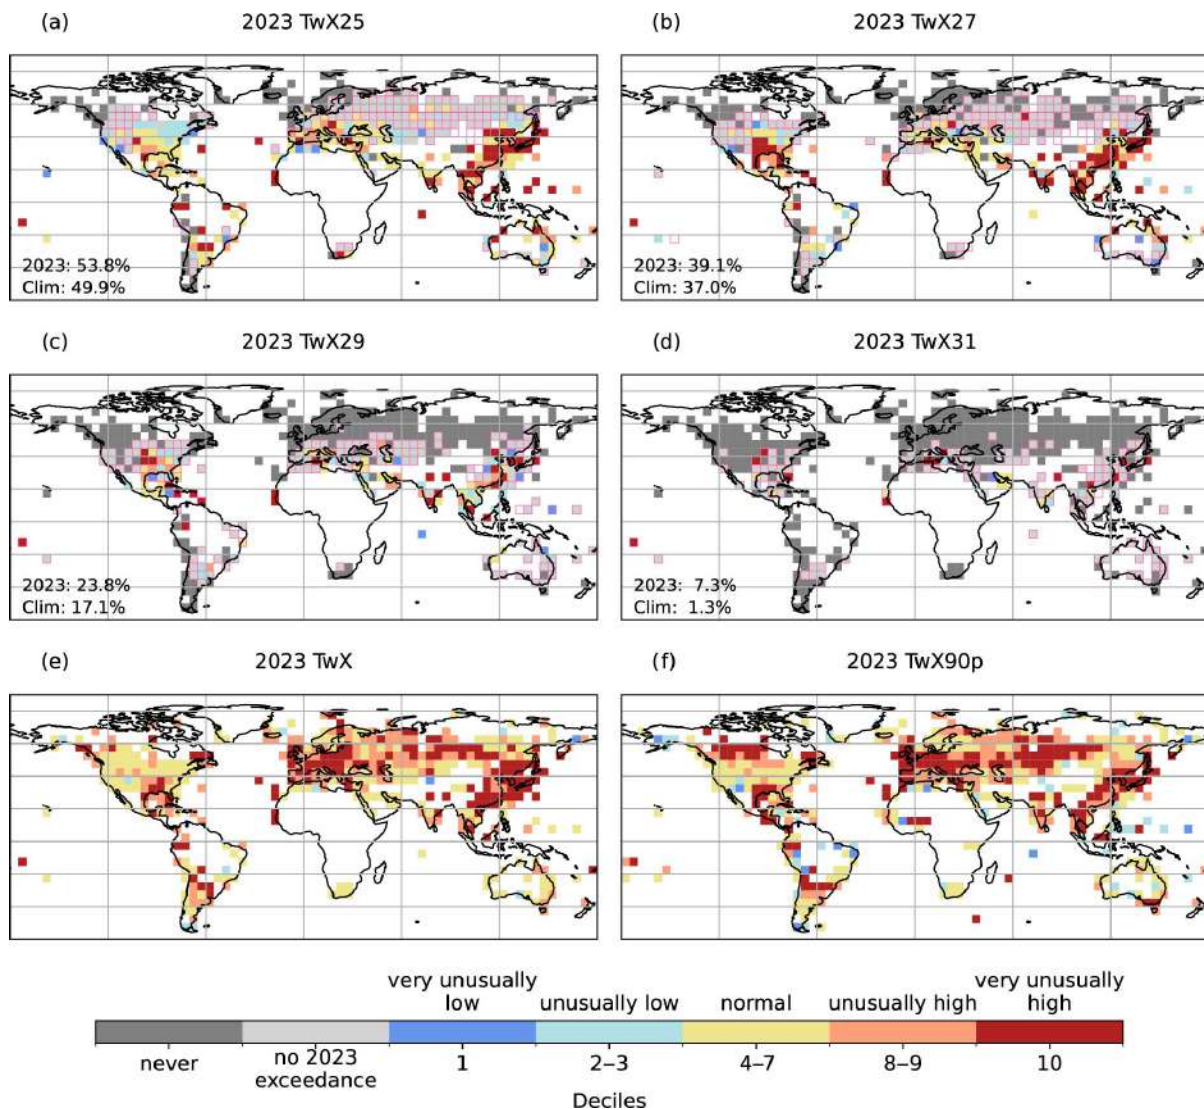 (a) 2023 TwX25
(b) 2023 TwX27
2023: 53.8%
Clim: 49.9%
2023: 39.1%
Clim: 37.0%
(c) 2023 TwX29
(d) 2023 TwX31
2023: 23.8%
Clim: 17.1%
2023: 7.3%
Clim: 1.3%
(e) 2023 TwX
(f) 2023 TwX90p
very unusually low
unusually low
normal
unusually high
very unusually high
never
no 2023 exceedance
1
2–3
4–7
8–9
10
Deciles